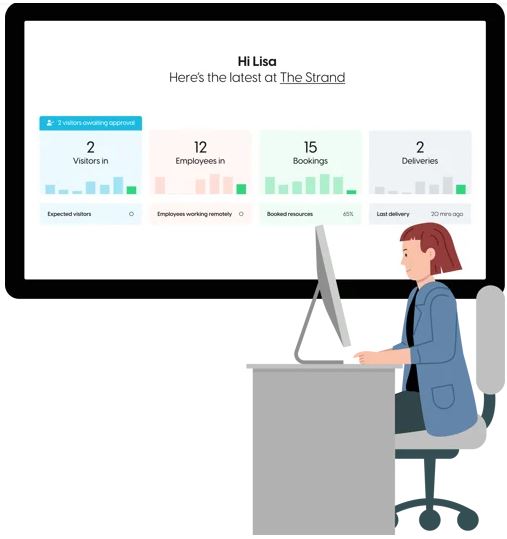 Hi Lisa
Here's the latest at The Strand
2 visitors awaiting approval
2
Visitors in
12
Employees in
15
Bookings
2
Deliveries
Expected visitors 0
Employees working remotely 0
Booked resources 65%
Last delivery 20 mins ago